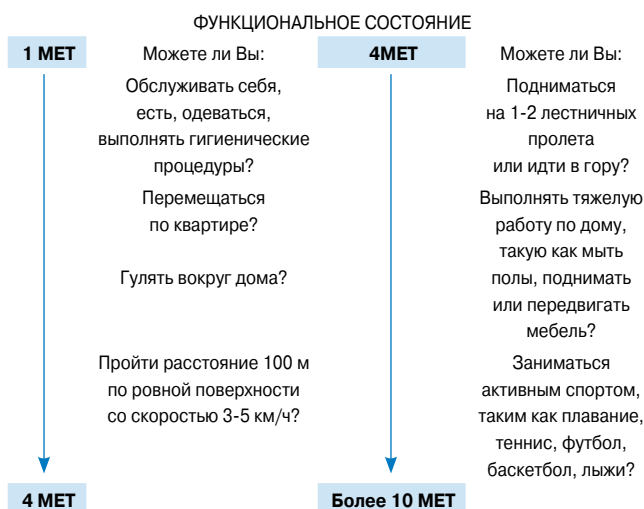 ФУНКЦИОНАЛЬНОЕ СОСТОЯНИЕ
1 МЕТ
Можете ли Вы:
Обслуживать себя,
есть, одеваться,
выполнять гигиенические
процедуры?
Перемещаться
по квартире?
Гулять вокруг дома?
Пройти расстояние 100 м
по ровной поверхности
со скоростью 3-5 км/ч?
4 МЕТ
4МЕТ
Можете ли Вы:
Подниматься
на 1-2 лестничных
пролета
или идти в гору?
Выполнять тяжелую
работу по дому,
такую как мыть
полы, поднимать
или передвигать
мебель?
Заниматься
активным спортом,
таким как плавание,
теннис, футбол,
баскетбол, лыжи?
Более 10 МЕТ